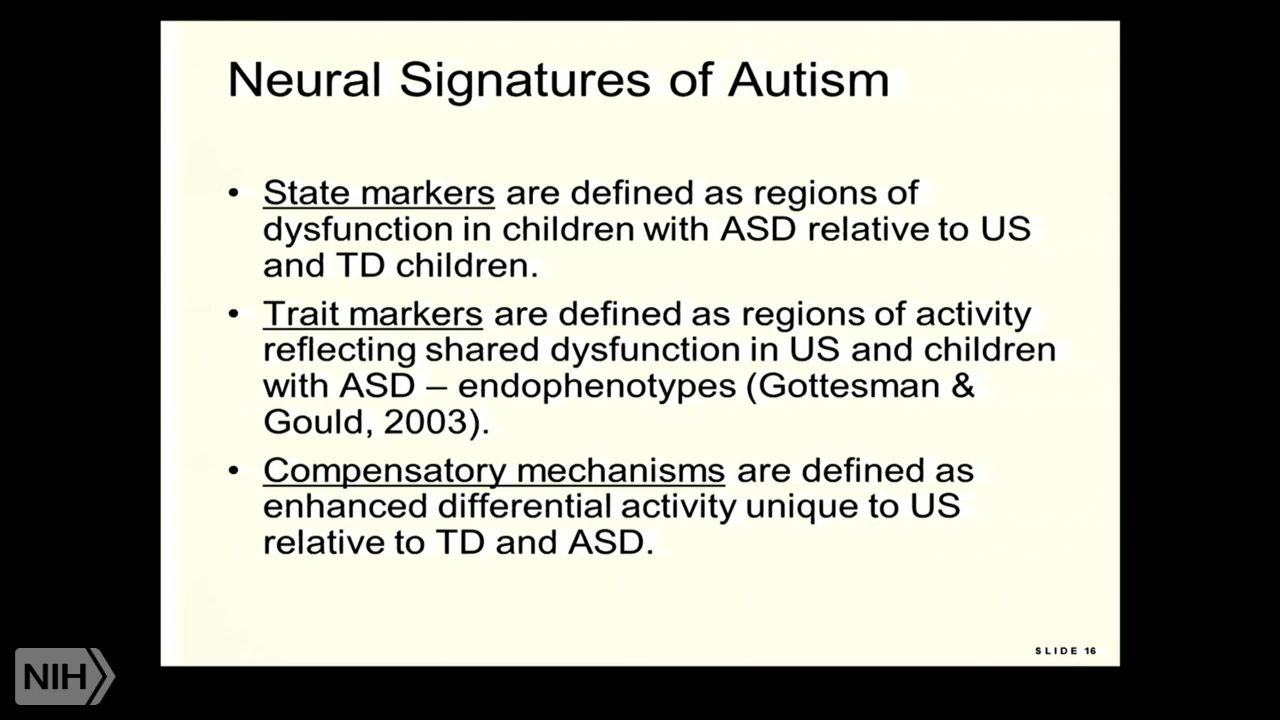 Neural Signatures of Autism
• State markers are defined as regions of
dysfunction in children with ASD relative to US
and TD children.
• Trait markers are defined as regions of activity
reflecting shared dysfunction in US and children
with ASD – endophenotypes (Gottesman &
Gould, 2003).
• Compensatory mechanisms are defined as
enhanced differential activity unique to US
relative to TD and ASD.
SLIDE 16
NIH